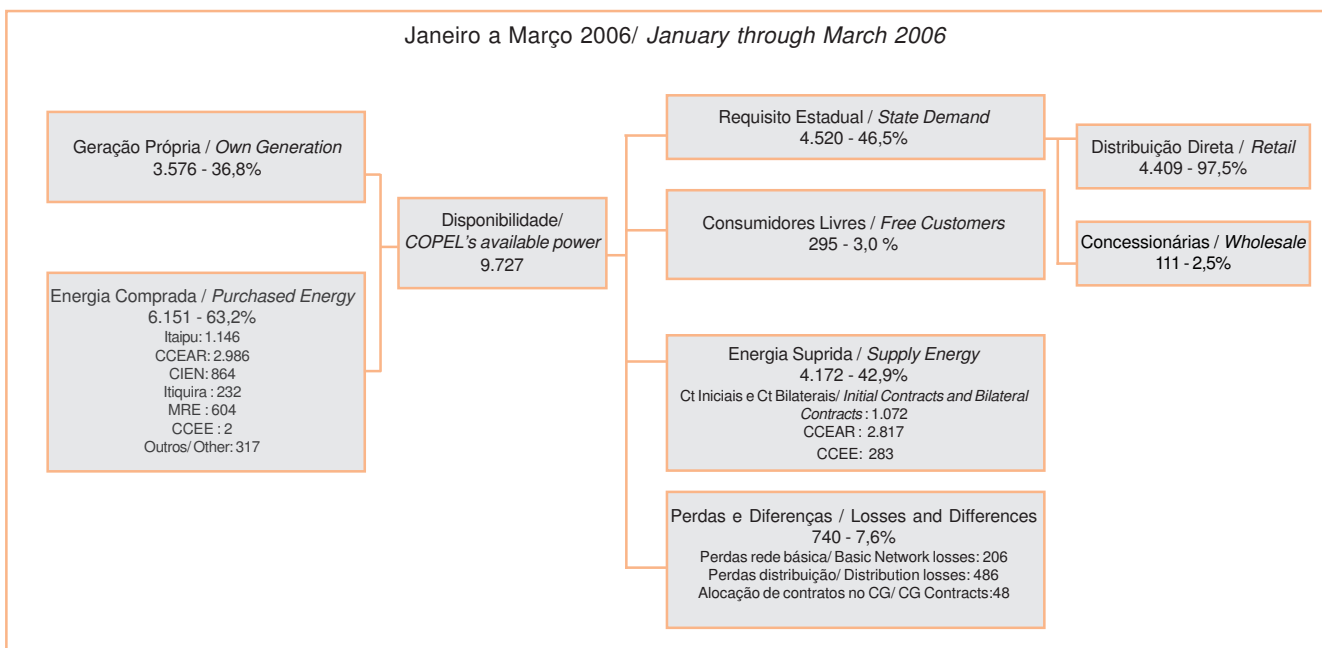 Janeiro a Março 2006/ January through March 2006
Geração Própria / Own Generation
3.576 - 36,8%
Energia Comprada / Purchased Energy
6.151 - 63,2%
Itaipu: 1.146
CCEAR: 2.986
CIEN: 864
Itiquira : 232
MRE : 604
CCEE : 2
Outros/ Other: 317
Disponibilidade/
COPEL's available power
9.727
Requisito Estadual / State Demand
4.520 - 46,5%
Consumidores Livres / Free Customers
295 - 3,0 %
Energia Suprida / Supply Energy
4.172 - 42,9%
Ct Iniciais e Ct Bilaterais/ Initial Contracts and Bilateral
Contracts : 1.072
CCEAR : 2.817
CCEE: 283
Perdas e Diferenças / Losses and Differences
740 - 7,6%
Perdas rede básica/ Basic Network losses: 206
Perdas distribuição/ Distribution losses: 486
Alocação de contratos no CG/ CG Contracts:48
Distribuição Direta / Retail
4.409 - 97,5%
Concessionárias / Wholesale
111 - 2,5%